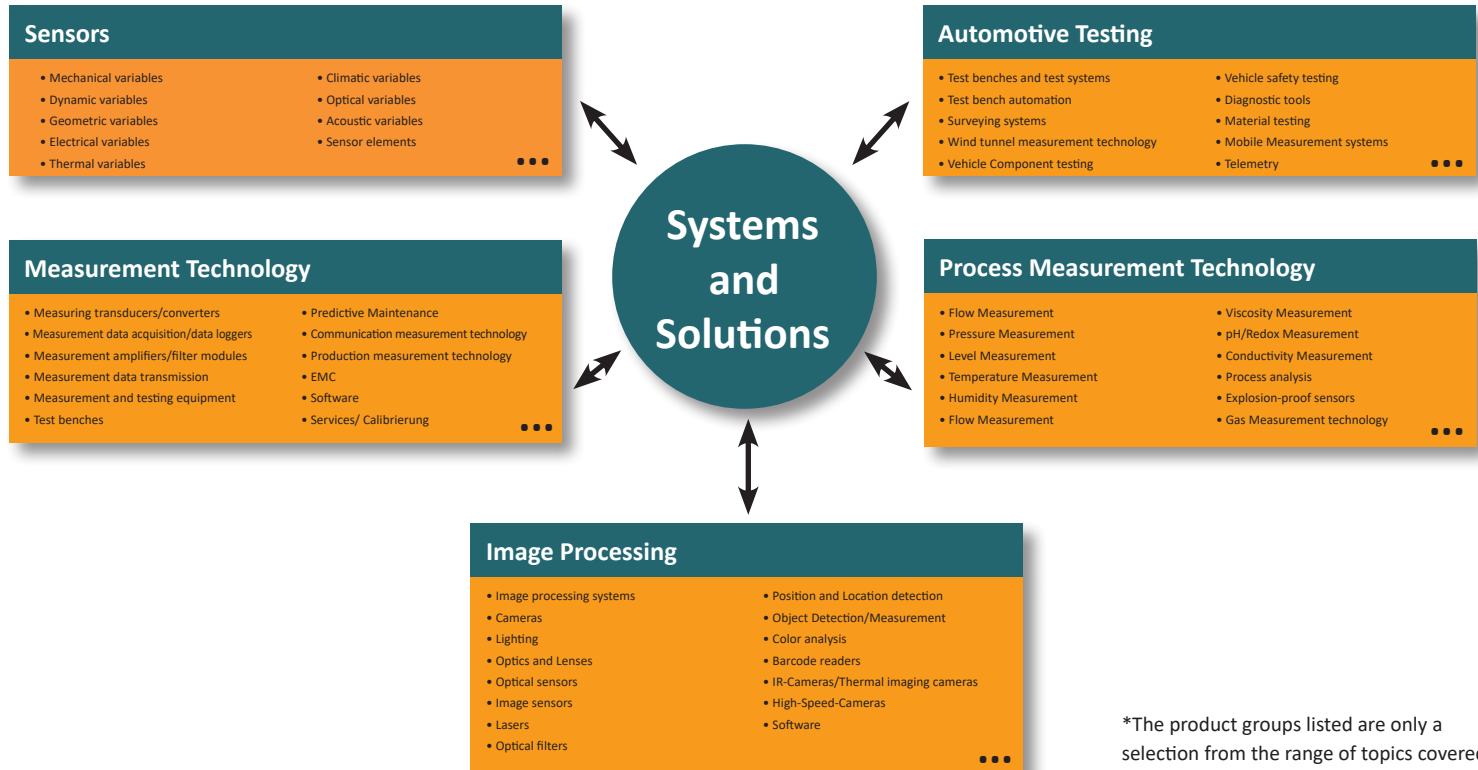 Sensors
• Mechanical variables
• Dynamic variables
• Geometric variables
• Electrical variables
• Thermal variables
• Climatic variables
• Optical variables
• Acoustic variables
• Sensor elements
...
Automotive Testing
• Test benches and test systems
• Test bench automation
• Surveying systems
• Wind tunnel measurement technology
• Vehicle Component testing
• Vehicle safety testing
• Diagnostic tools
• Material testing
• Mobile Measurement systems
• Telemetry
...
Systems
and
Solutions
Measurement Technology
• Measuring transducers/converters
• Measurement data acquisition/data loggers
• Measurement amplifiers/filter modules
• Measurement data transmission
• Measurement and testing equipment
• Test benches
• Predictive Maintenance
• Communication measurement technology
• Production measurement technology
• EMC
• Software
• Services/ Calibrierung
...
Process Measurement Technology
• Flow Measurement
• Pressure Measurement
• Level Measurement
• Temperature Measurement
• Humidity Measurement
• Flow Measurement
• Viscosity Measurement
• pH/Redox Measurement
• Conductivity Measurement
• Process analysis
• Explosion-proof sensors
• Gas Measurement technology
...
Image Processing
• Image processing systems
• Cameras
• Lighting
• Optics and Lenses
• Optical sensors
• Image sensors
• Lasers
• Optical filters
• Position and Location detection
• Object Detection/Measurement
• Color analysis
• Barcode readers
• IR-Cameras/Thermal imaging cameras
• High-Speed-Cameras
• Software
...
*The product groups listed are only a
selection from the range of topics covered